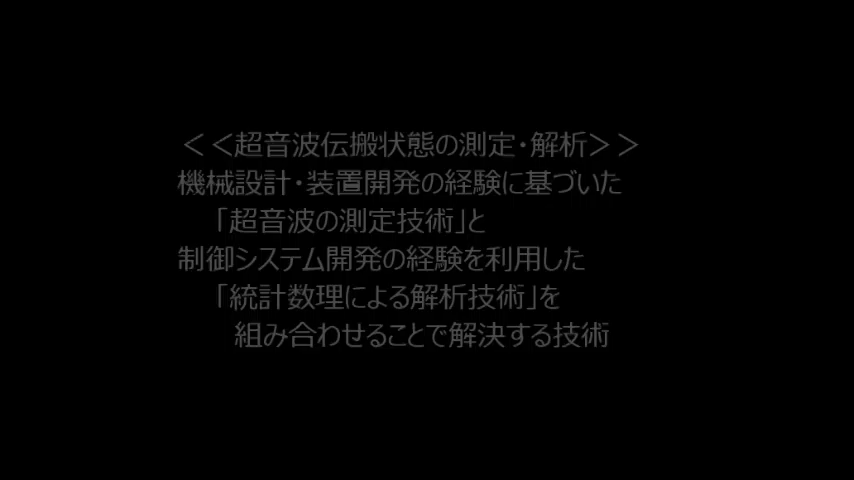 ＜＜超音波伝搬状態の測定・解析＞＞
機械設計・装置開発の経験に基づいた
「超音波の測定技術」と
制御システム開発の経験を利用した
「統計数理による解析技術」を
組み合わせることで解決する技術